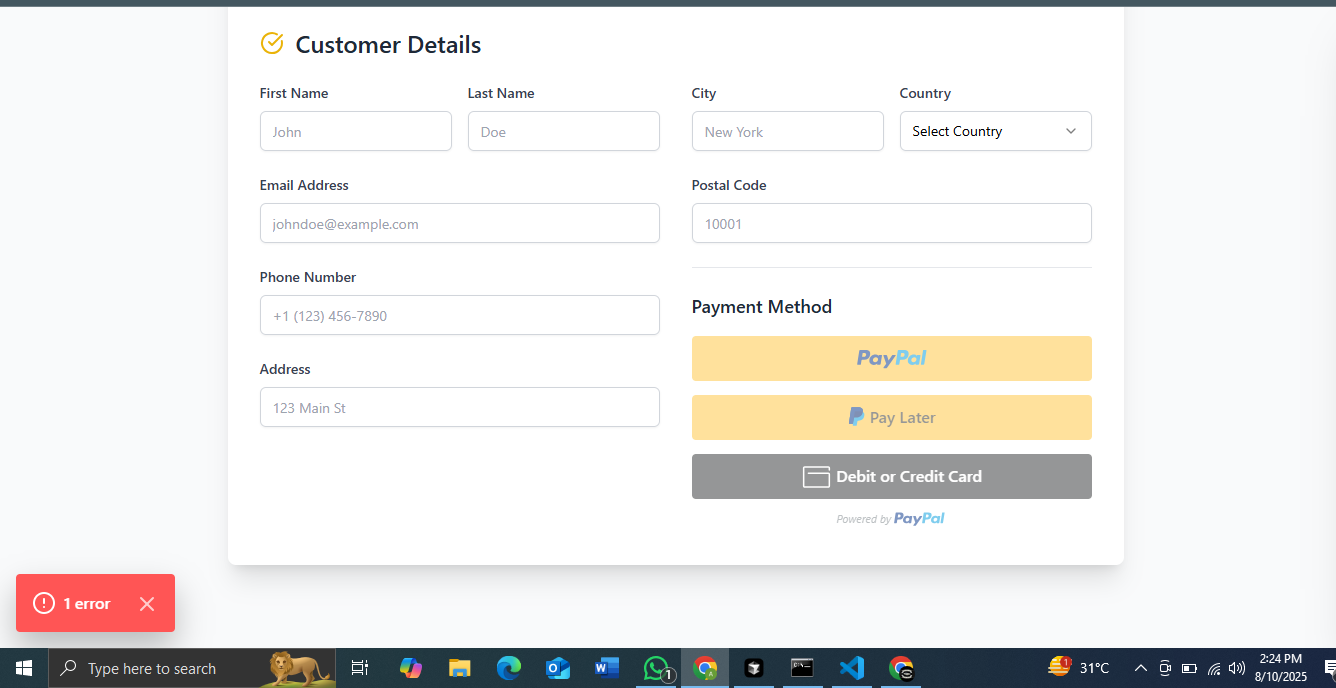 Customer Details
First Name
Last Name
City
Country
John
Doe
New York
Select Country
Email Address
Postal Code
johndoe@example.com
10001
Phone Number
+1 (123) 456-7890
Payment Method
PayPal
Address
123 Main St
Pay Later
Debit or Credit Card
Powered by PayPal
1 error
Type here to search
1
1
31°C
2:24 PM
8/10/2025